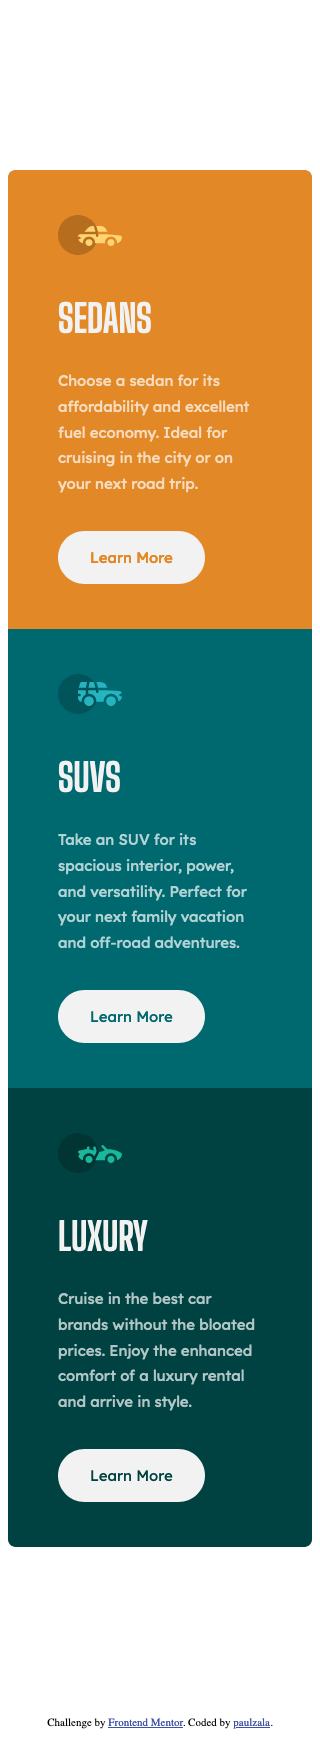 SEDANS
Choose a sedan for its
affordability and excellent
fuel economy. Ideal for
cruising in the city or on
your next road trip.
Learn More
SUVS
Take an SUV for its
spacious interior, power,
and versatility. Perfect for
your next family vacation
and off-road adventures.
Learn More
LUXURY
Cruise in the best car
brands without the bloated
prices. Enjoy the enhanced
comfort of a luxury rental
and arrive in style.
Learn More
Challenge by Frontend Mentor. Coded by paulzala.